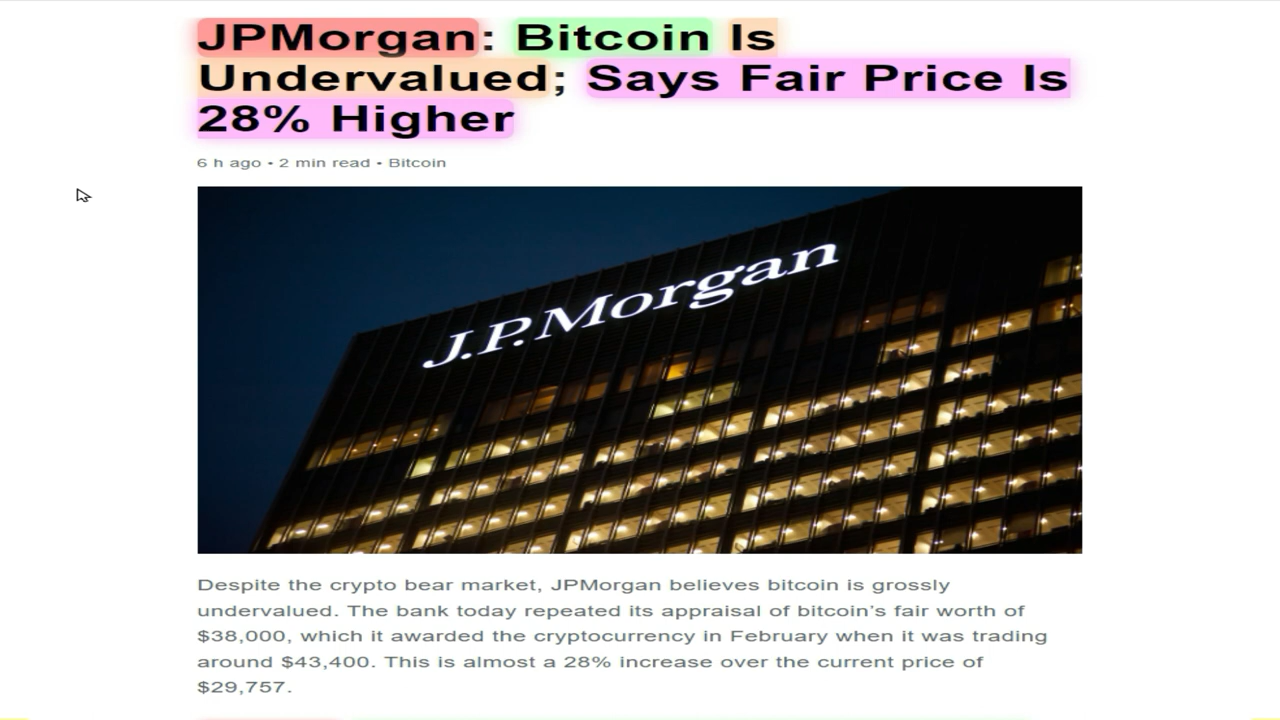 JPMorgan: Bitcoin Is
Undervalued; Says Fair Price Is
28% Higher
6 h ago • 2 min read • Bitcoin
J.P.Morgan
Despite the crypto bear market, JPMorgan believes bitcoin is grossly
undervalued. The bank today repeated its appraisal of bitcoin's fair worth of
$38,000, which it awarded the cryptocurrency in February when it was trading
around $43,400. This is almost a 28% increase over the current price of
$29,757.